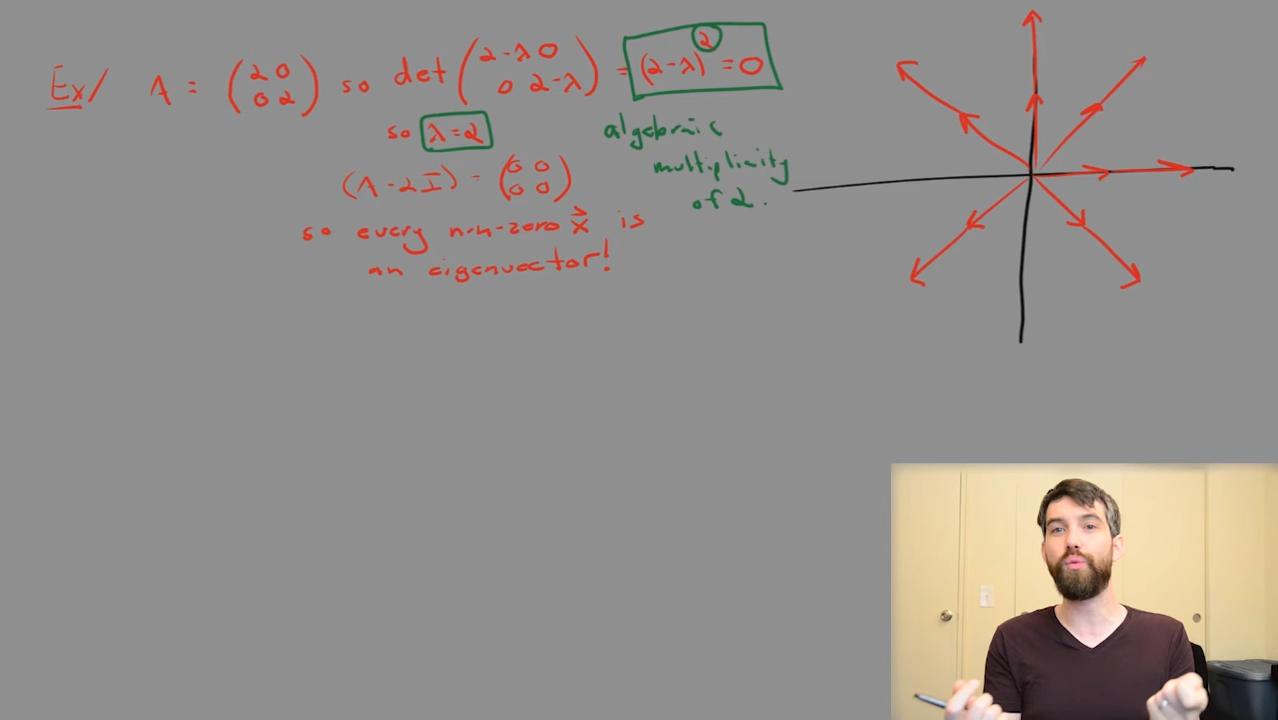 Ex/ A = (2 0 0 2) so det (2-λ 0 0 2-λ) = (2-λ)² = 0
so λ=2
algebraic
multiplicity
of 2.
(A - 2I) = (0 0 0 0)
so every non-zero x⃗ is
an eigenvector!